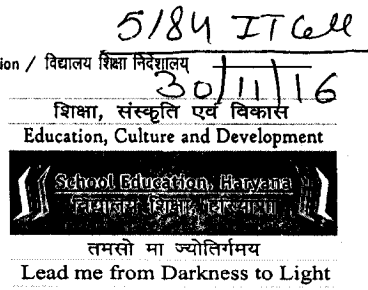 5184 IT Cell
ion / विद्यालय शिक्षा निदेशालय
30/11/16
शिक्षा, संस्कृति एवं विकास
Education, Culture and Development
School Education, Haryana
विद्यालय शिक्षा, हरियाणा
तमसो मा ज्योतिर्गमय
Lead me from Darkness to Light